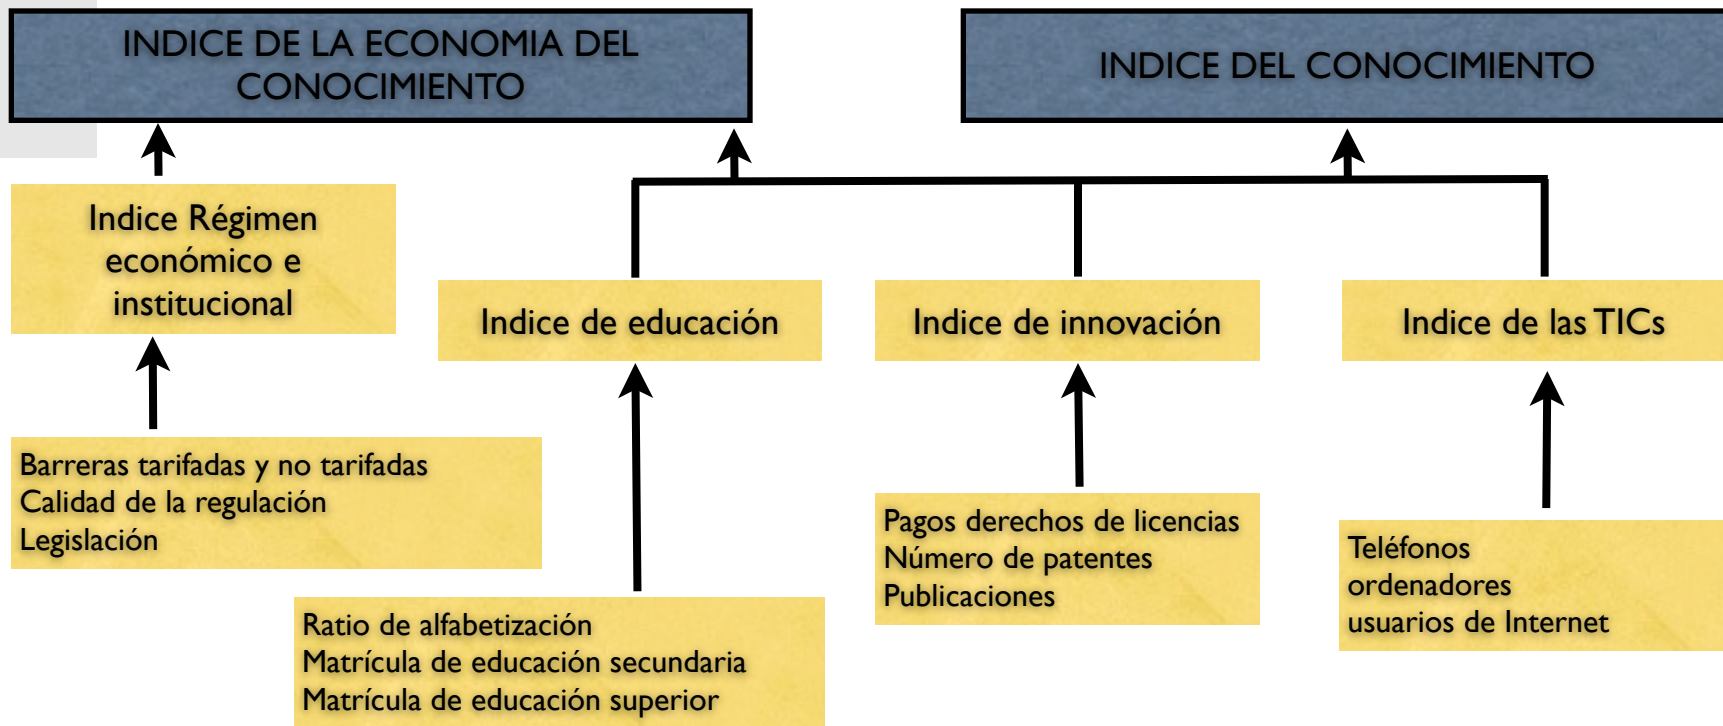 INDICE DE LA ECONOMIA DEL
CONOCIMIENTO
INDICE DEL CONOCIMIENTO
Indice Régimen
económico e
institucional
Indice de educación
Indice de innovación
Indice de las TICs
Barreras tarifadas y no tarifadas
Calidad de la regulación
Legislación
Ratio de alfabetización
Matrícula de educación secundaria
Matrícula de educación superior
Pagos derechos de licencias
Número de patentes
Publicaciones
Teléfonos
ordenadores
usuarios de Internet